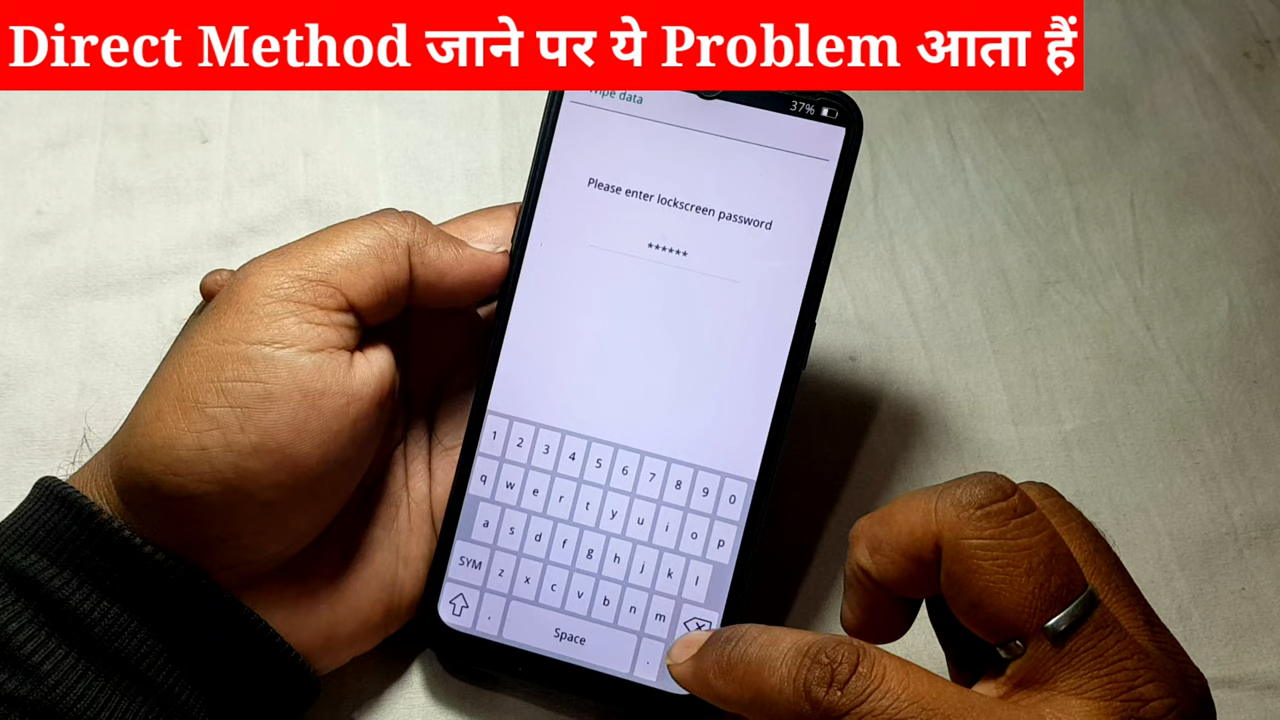 Direct Method जाने पर ये Problem आता हैं
37%
Wipe data
Please enter lockscreen password
******
1 2 3 4 5 6 7 8 9 0
q w e r t y u i o p
a s d f g h j k l
SYM z x c v b n m
, Space .